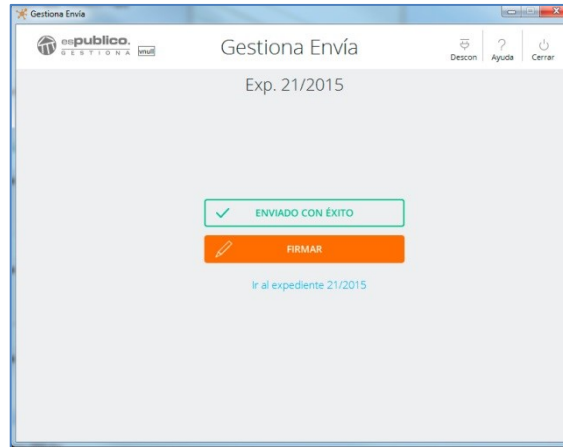 Gestiona Envía
espublico.
GESTIONA vnull
Gestiona Envía
Descon
Ayuda
Cerrar
Exp. 21/2015
ENVIADO CON ÉXITO
FIRMAR
Ir al expediente 21/2015